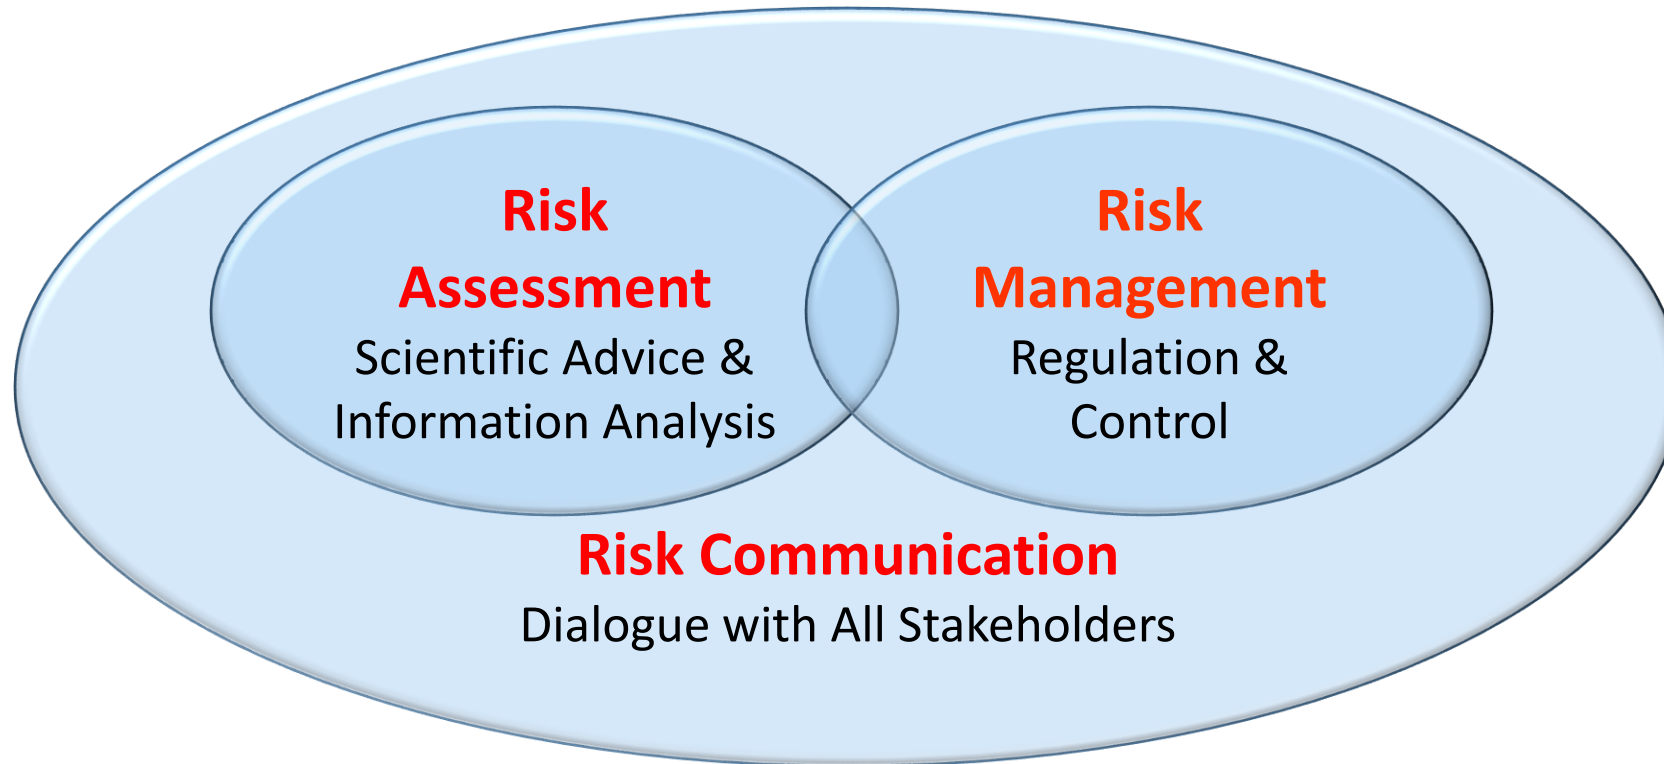 Risk
Assessment
Scientific Advice &
Information Analysis
Risk
Management
Regulation &
Control
Risk Communication
Dialogue with All Stakeholders